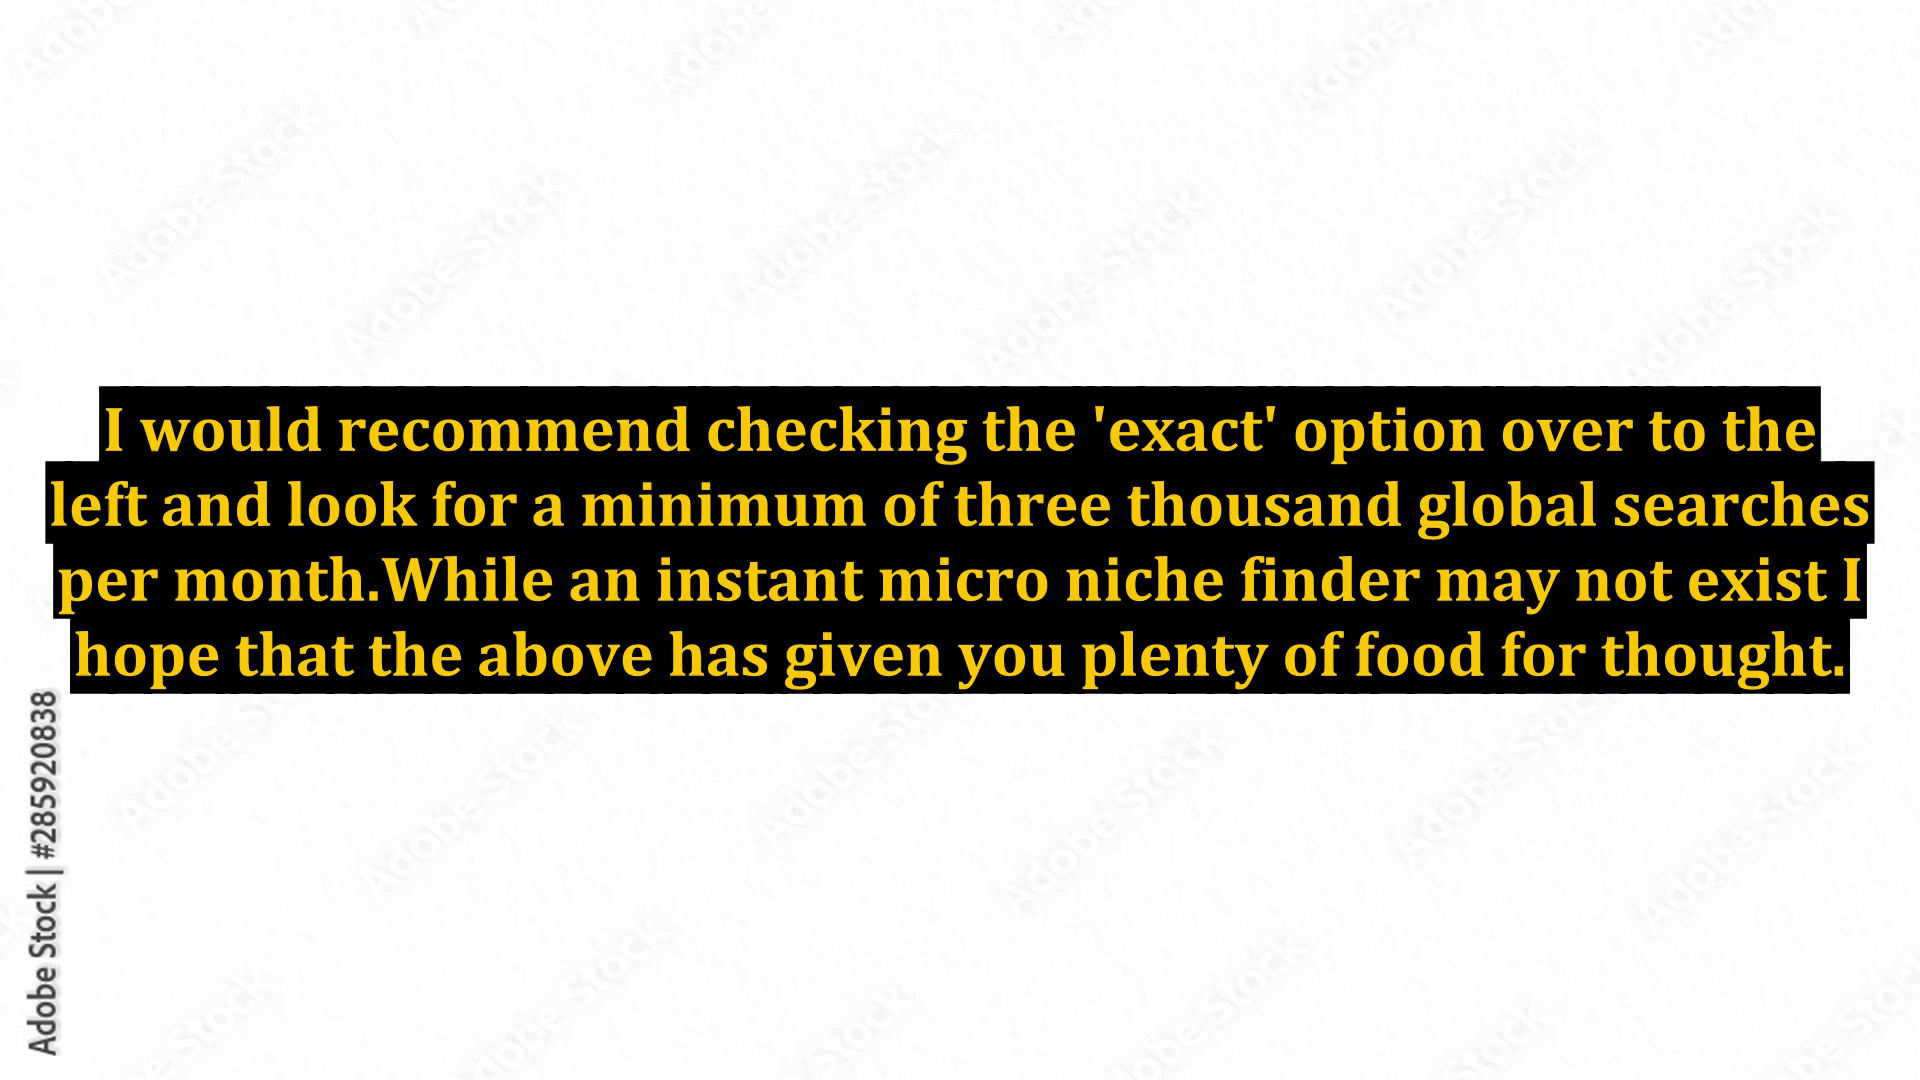 I would recommend checking the 'exact' option over to the
left and look for a minimum of three thousand global searches
per month.While an instant micro niche finder may not exist I
hope that the above has given you plenty of food for thought.
Adobe Stock | #285920838
Adobe Stock